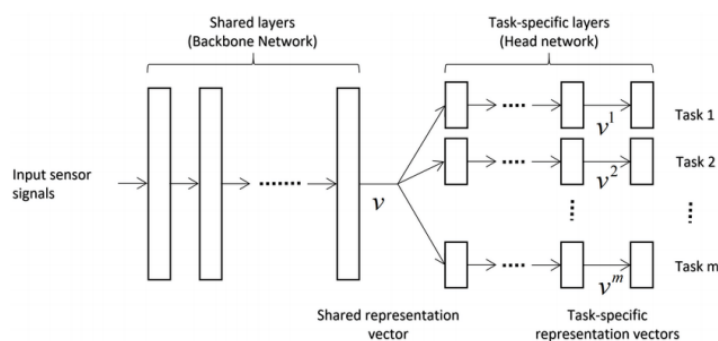 Shared layers
(Backbone Network)
Task-specific layers
(Head network)
Input sensor
signals
v
v¹
Task 1
v²
Task 2
vᵐ
Task m
Shared representation
vector
Task-specific
representation vectors